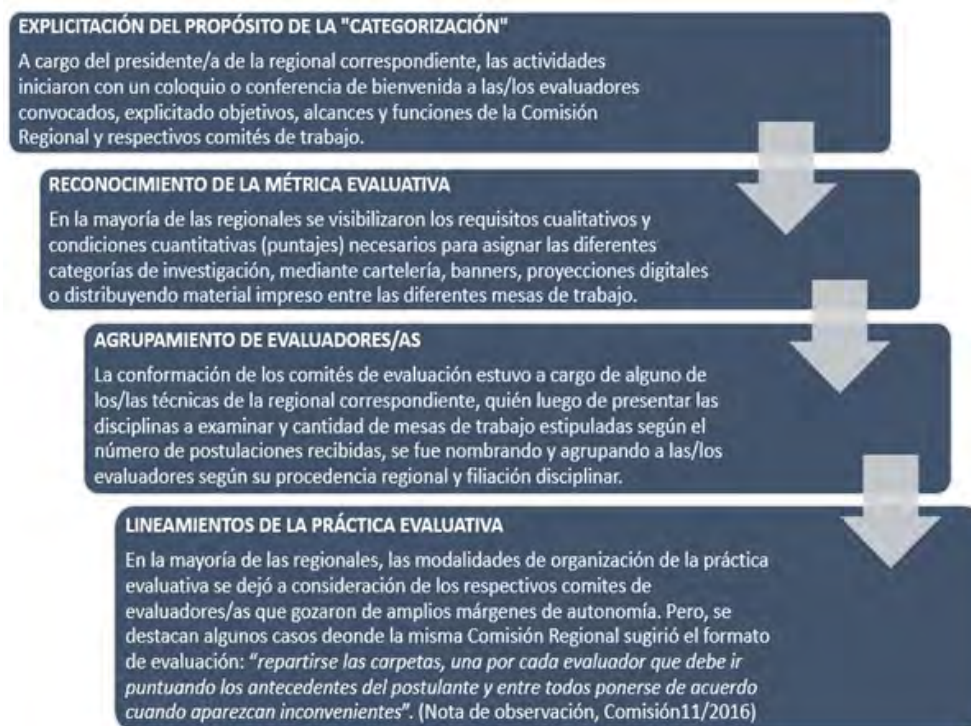 EXPLICITACIÓN DEL PROPÓSITO DE LA "CATEGORIZACIÓN"
A cargo del presidente/a de la regional correspondiente, las actividades
iniciaron con un coloquio o conferencia de bienvenida a las/los evaluadores
convocados, explicitado objetivos, alcances y funciones de la Comisión
Regional y respectivos comités de trabajo.
RECONOCIMIENTO DE LA MÉTRICA EVALUATIVA
En la mayoría de las regionales se visibilizaron los requisitos cualitativos y
condiciones cuantitativas (puntajes) necesarios para asignar las diferentes
categorías de investigación, mediante cartelería, banners, proyecciones digitales
o distribuyendo material impreso entre las diferentes mesas de trabajo.
AGRUPAMIENTO DE EVALUADORES/AS
La conformación de los comités de evaluación estuvo a cargo de alguno de
los/las técnicas de la regional correspondiente, quién luego de presentar las
disciplinas a examinar y cantidad de mesas de trabajo estipuladas según el
número de postulaciones recibidas, se fue nombrando y agrupando a las/los
evaluadores según su procedencia regional y filiación disciplinar.
LINEAMIENTOS DE LA PRÁCTICA EVALUATIVA
En la mayoría de las regionales, las modalidades de organización de la práctica
evaluativa se dejó a consideración de los respectivos comites de
evaluadores/as que gozaron de amplios márgenes de autonomía. Pero, se
destacan algunos casos deonde la misma Comisión Regional sugirió el formato
de evaluación: "repartirse las carpetas, una por cada evaluador que debe ir
puntuando los antecedentes del postulante y entre todos ponerse de acuerdo
cuando aparezcan inconvenientes". (Nota de observación, Comisión11/2016)